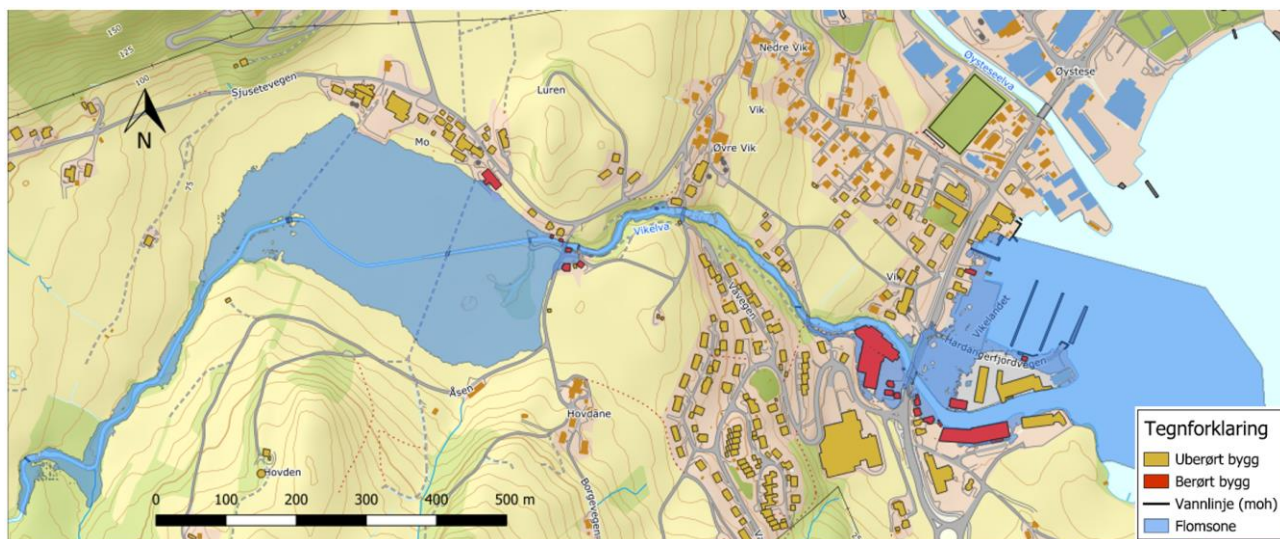 150
125
100
Sjusetevegen
N
75
Mo
Luren
Nedre Vik
Vik
Øvre Vik
Vikelva
Øysteseelva
Øystese
Vikelandet
Hardangerfjordvegen
Vik
Vavegen
Åsen
Hovden
Hovdane
Borgevegen
0 100 200 300 400 500 m
Tegnforklaring
Uberørt bygg
Berørt bygg
Vannlinje (moh)
Flomsone